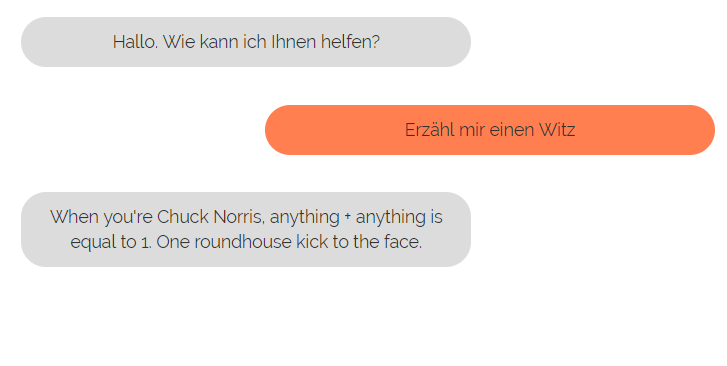 Hallo. Wie kann ich Ihnen helfen?
Erzähl mir einen Witz
When you're Chuck Norris, anything + anything is
equal to 1. One roundhouse kick to the face.